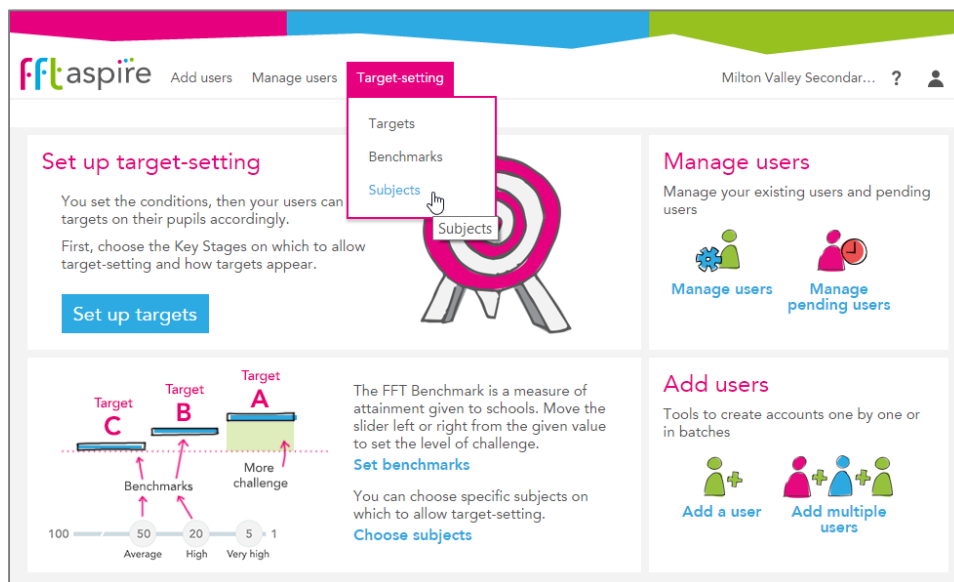 fft aspire Add users Manage users Target-setting Milton Valley Secondar... ?
Targets
Benchmarks
Subjects
Subjects
Set up target-setting
You set the conditions, then your users can
targets on their pupils accordingly.
First, choose the Key Stages on which to allow
target-setting and how targets appear.
Set up targets
Manage users
Manage your existing users and pending
users
Manage users
Manage
pending users
Target
C
Target
B
Target
A
More
challenge
Benchmarks
100 50 20 5 1
Average High Very high
The FFT Benchmark is a measure of
attainment given to schools. Move the
slider left or right from the given value
to set the level of challenge.
Set benchmarks
You can choose specific subjects on
which to allow target-setting.
Choose subjects
Add users
Tools to create accounts one by one or
in batches
Add a user
Add multiple
users